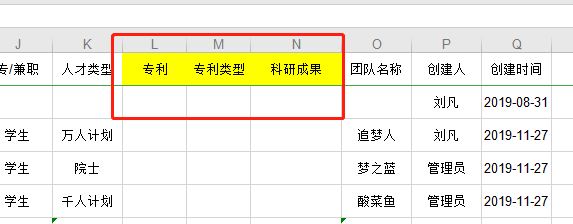 J K L M N O P Q
专/兼职 人才类型 专利 专利类型 科研成果 团队名称 创建人 创建时间
刘凡 2019-08-31
学生 万人计划 追梦人 刘凡 2019-11-27
学生 院士 梦之蓝 管理员 2019-11-27
学生 千人计划 酸菜鱼 管理员 2019-11-27